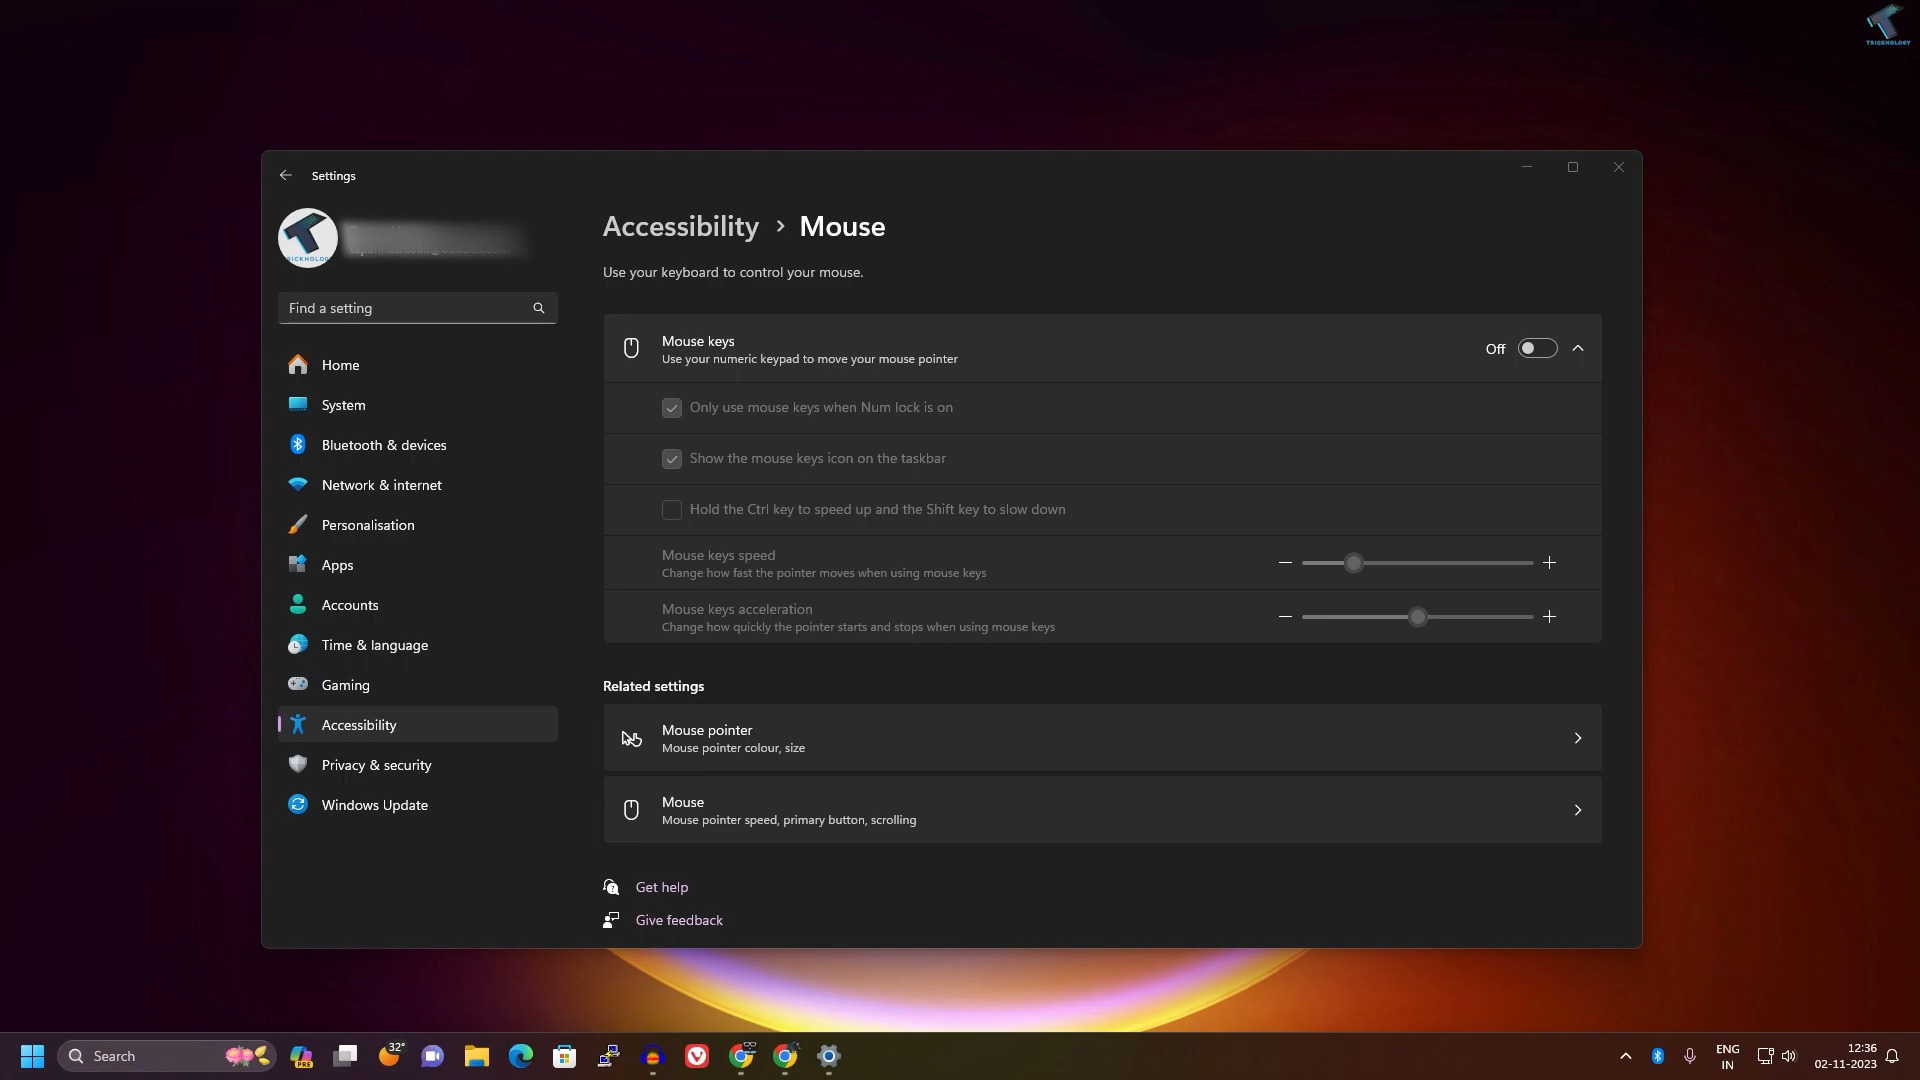 TRICKNOLOGY
Settings
Find a setting
Home
System
Bluetooth & devices
Network & internet
Personalisation
Apps
Accounts
Time & language
Gaming
Accessibility
Privacy & security
Windows Update
Accessibility > Mouse
Use your keyboard to control your mouse.
Mouse keys
Use your numeric keypad to move your mouse pointer
Off
Only use mouse keys when Num lock is on
Show the mouse keys icon on the taskbar
Hold the Ctrl key to speed up and the Shift key to slow down
Mouse keys speed
Change how fast the pointer moves when using mouse keys
Mouse keys acceleration
Change how quickly the pointer starts and stops when using mouse keys
Related settings
Mouse pointer
Mouse pointer colour, size
Mouse
Mouse pointer speed, primary button, scrolling
Get help
Give feedback
Search
PRE
32°
ENG
IN
12:36
02-11-2023